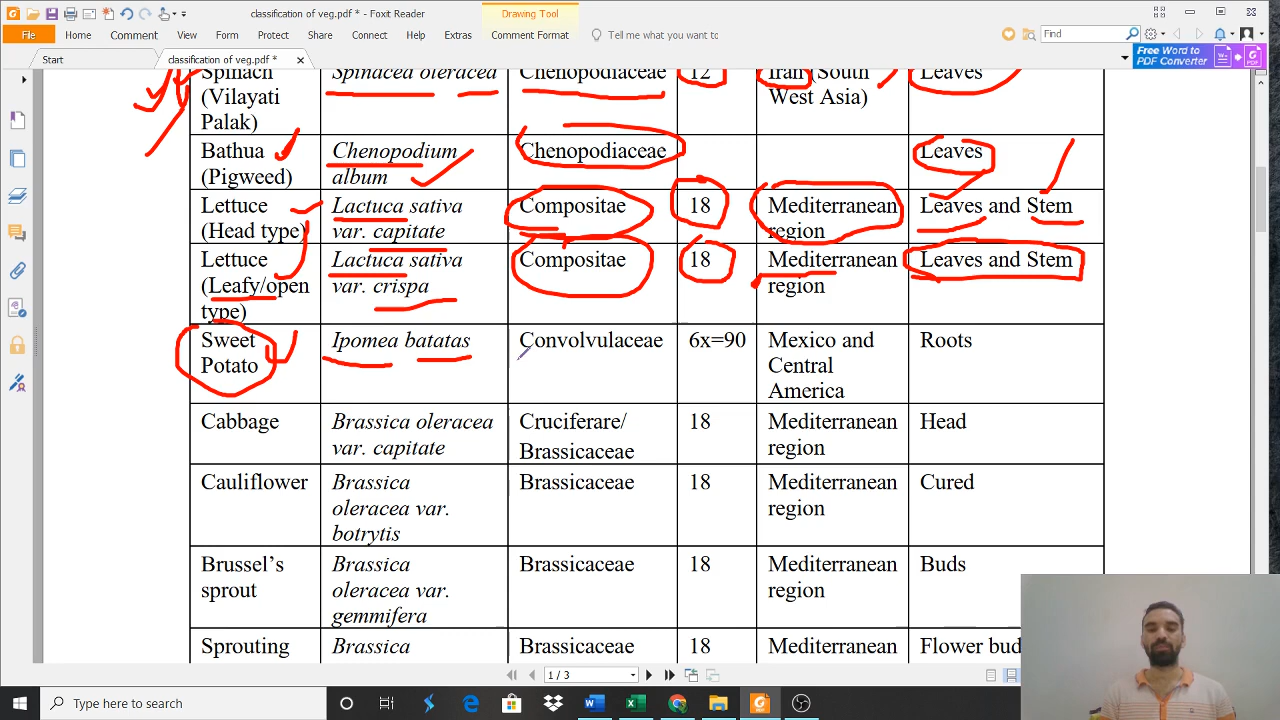 classification of veg.pdf * - Foxit Reader
Drawing Tool
File Home Comment View Form Protect Share Connect Help Extras Comment Format Tell me what you want to Find
Start classification of veg.pdf *
Free Word to
PDF Converter
Spinach Spinacea oleracea Chenopodiaceae 12 Iran (South Leaves
(Vilayati West Asia)
Palak)
Bathua Chenopodium Chenopodiaceae Leaves
(Pigweed) album
Lettuce Lactuca sativa Compositae 18 Mediterranean Leaves and Stem
(Head type) var. capitate region
Lettuce Lactuca sativa Compositae 18 Mediterranean Leaves and Stem
(Leafy/open var. crispa region
type)
Sweet Ipomea batatas Convolvulaceae 6x=90 Mexico and Roots
Potato Central
America
Cabbage Brassica oleracea Cruciferare/ 18 Mediterranean Head
var. capitate Brassicaceae region
Cauliflower Brassica Brassicaceae 18 Mediterranean Cured
oleracea var. region
botrytis
Brussel's Brassica Brassicaceae 18 Mediterranean Buds
sprout oleracea var. region
gemmifera
Sprouting Brassica Brassicaceae 18 Mediterranean Flower bud
1 / 3
Type here to search